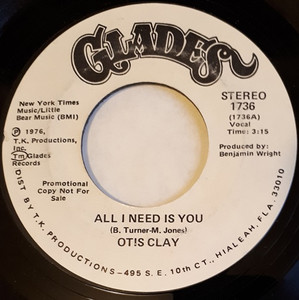 GLADES
New York Times
Music/Little
Bear Music (BMI)
℗ 1976,
T.K. Productions,
Inc.
Tm Glades
Records
STEREO
1736
(1736A)
Vocal
Time: 3:15
Produced by:
Benjamin Wright
Promotional
Copy Not For
Sale
ALL I NEED IS YOU
(B. Turner-M. Jones)
OT!S CLAY
DIST BY T.K. PRODUCTIONS-495 S.E. 10th CT., HIALEAH, FLA. 33010